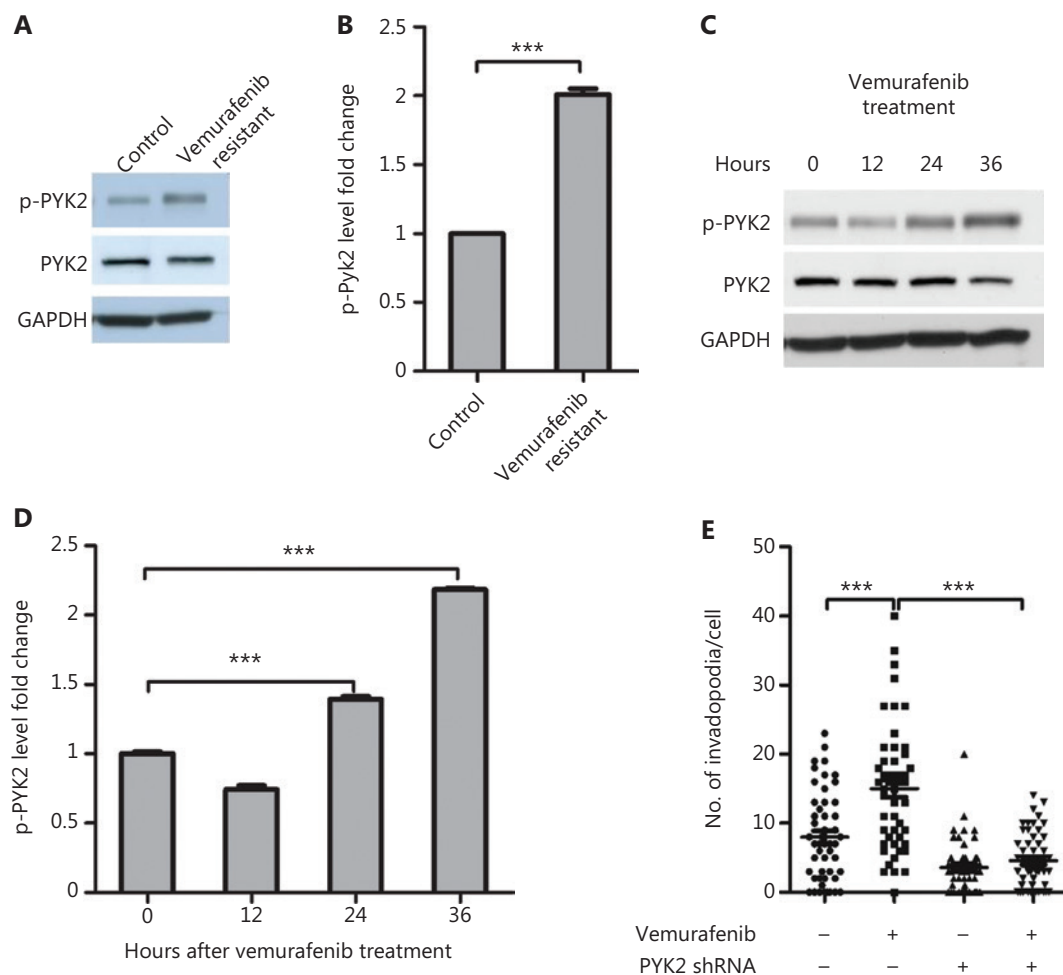 A
Control
Vemurafenib
resistant
p-PYK2
PYK2
GAPDH
B
p-Pyk2 level fold change
2.5
2
1.5
1
0.5
0
***
Control
Vemurafenib
resistant
C
Vemurafenib
treatment
Hours 0 12 24 36
p-PYK2
PYK2
GAPDH
D
p-PYK2 level fold change
2.5
2
1.5
1
0.5
0
***
***
0 12 24 36
Hours after vemurafenib treatment
E
No. of invadopodia/cell
50
40
30
20
10
0
***
***
Vemurafenib – + – +
PYK2 shRNA – – + +